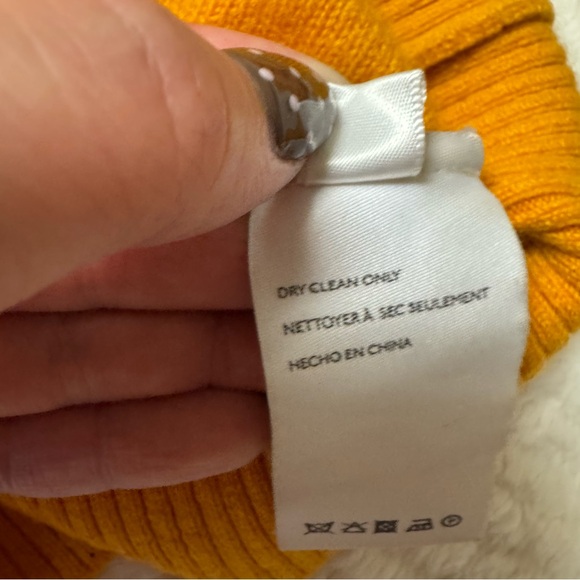 DRY CLEAN ONLY
NETTOYER À SEC SEULEMENT
HECHO EN CHINA